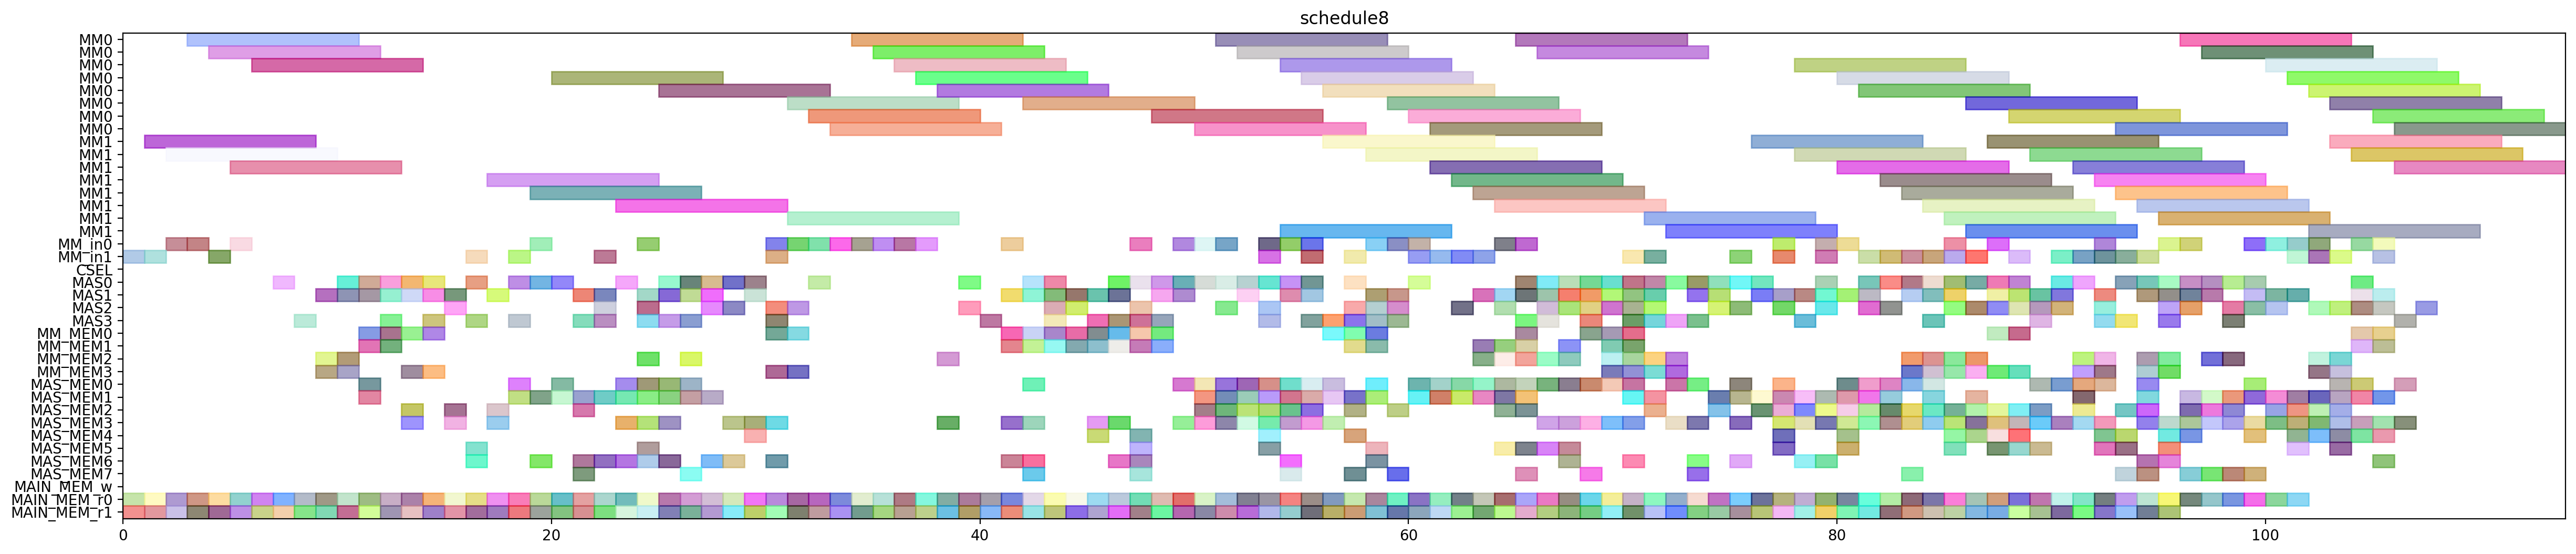 schedule8
MM0
MM0
MM0
MM0
MM0
MM0
MM0
MM0
MM1
MM1
MM1
MM1
MM1
MM1
MM1
MM1
MM_in0
MM_in1
CSEL
MAS0
MAS1
MAS2
MAS3
MM_MEM0
MM_MEM1
MM_MEM2
MM_MEM3
MAS_MEM0
MAS_MEM1
MAS_MEM2
MAS_MEM3
MAS_MEM4
MAS_MEM5
MAS_MEM6
MAS_MEM7
MAIN_MEM_w
MAIN_MEM_r0
MAIN_MEM_r1
0 20 40 60 80 100